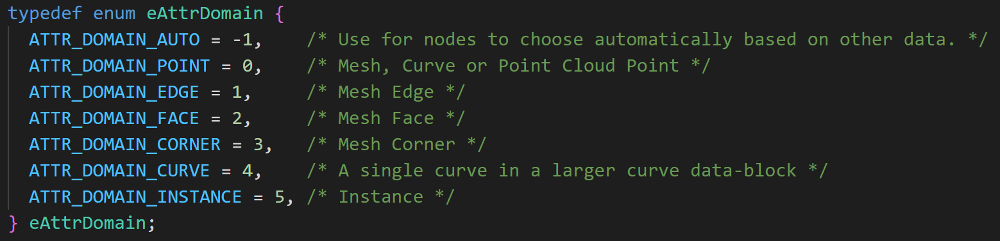 typedef enum eAttrDomain {
  ATTR_DOMAIN_AUTO = -1,    /* Use for nodes to choose automatically based on other data. */
  ATTR_DOMAIN_POINT = 0,    /* Mesh, Curve or Point Cloud Point */
  ATTR_DOMAIN_EDGE = 1,     /* Mesh Edge */
  ATTR_DOMAIN_FACE = 2,     /* Mesh Face */
  ATTR_DOMAIN_CORNER = 3,   /* Mesh Corner */
  ATTR_DOMAIN_CURVE = 4,    /* A single curve in a larger curve data-block */
  ATTR_DOMAIN_INSTANCE = 5, /* Instance */
} eAttrDomain;